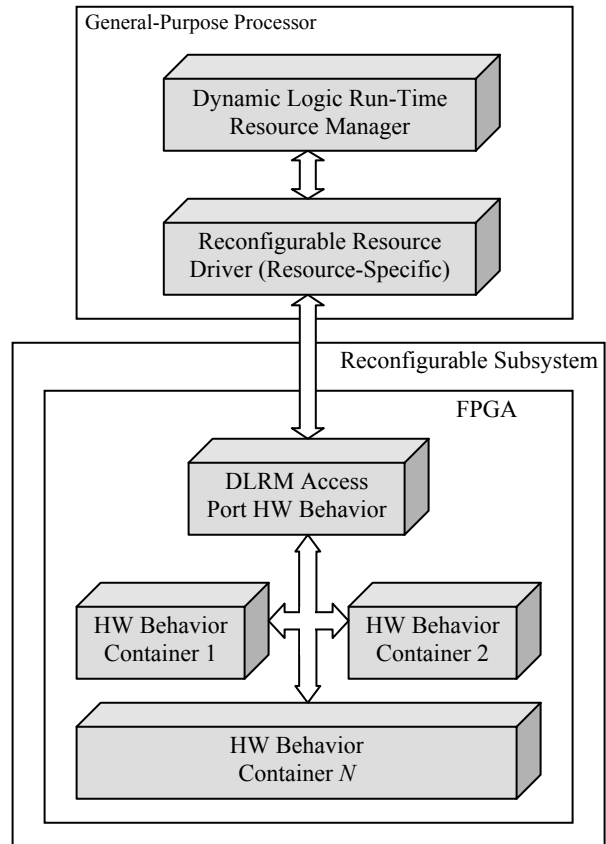 General-Purpose Processor
Dynamic Logic Run-Time
Resource Manager
Reconfigurable Resource
Driver (Resource-Specific)
Reconfigurable Subsystem
FPGA
DLRM Access
Port HW Behavior
HW Behavior
Container 1
HW Behavior
Container 2
HW Behavior
Container N